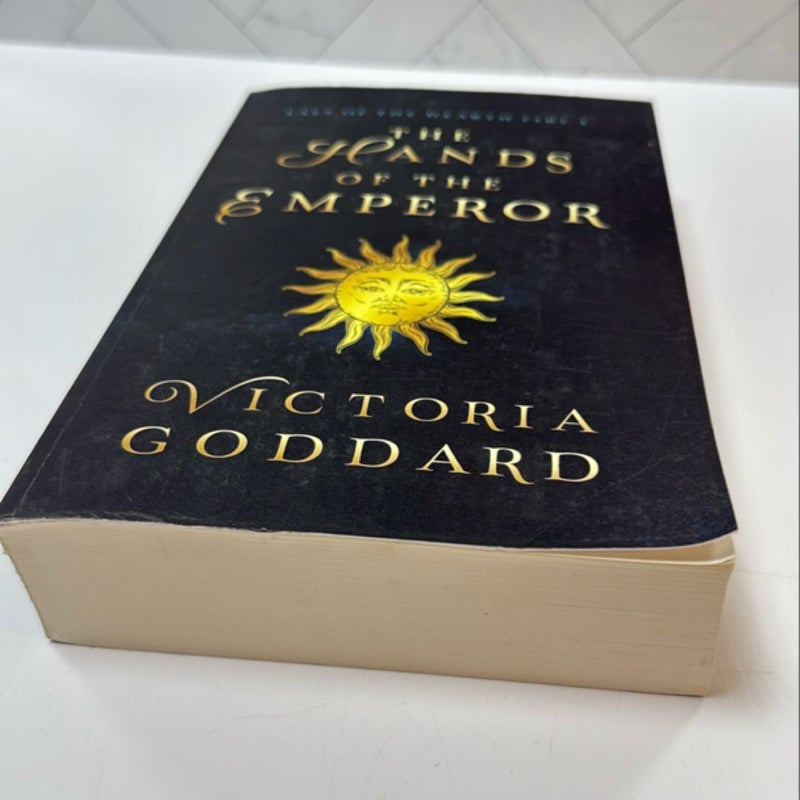 THE
HANDS
OF THE
EMPEROR
VICTORIA
GODDARD